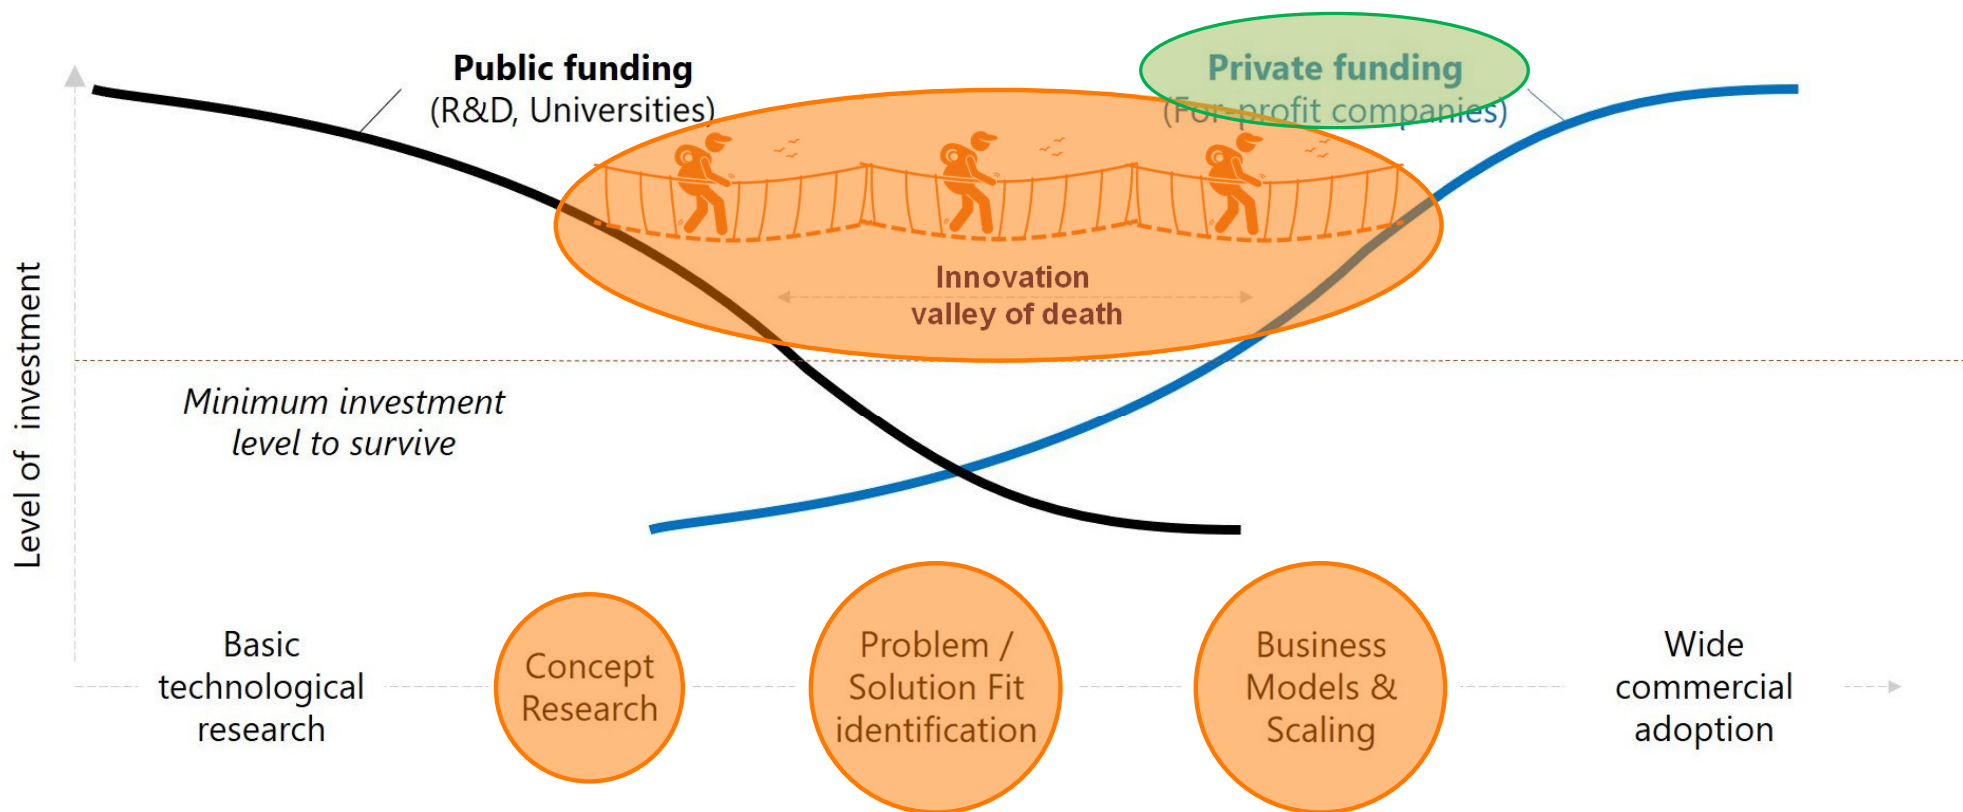 Public funding
(R&D, Universities)
Private funding
(For-profit companies)
Innovation
valley of death
Level of investment
Minimum investment
level to survive
Basic
technological
research
Concept
Research
Problem /
Solution Fit
identification
Business
Models &
Scaling
Wide
commercial
adoption